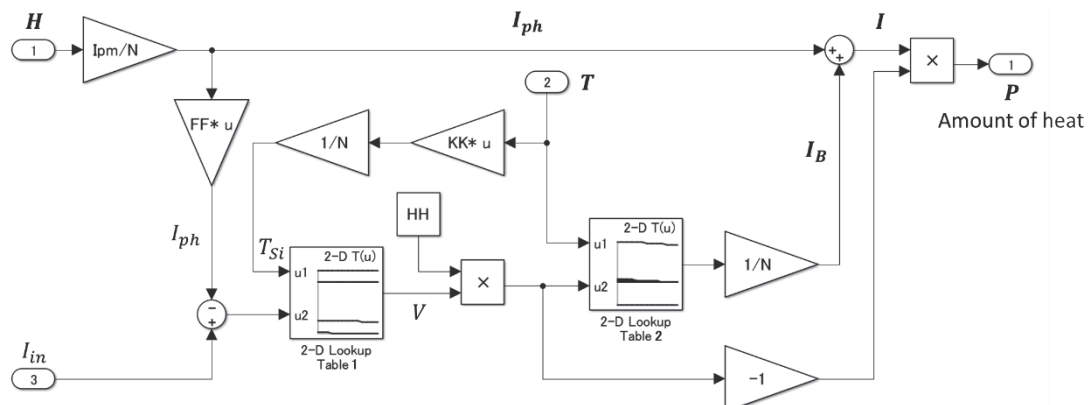 H
1
Ipm/N
I_ph
+
+
I
×
1
P
Amount of heat
FF* u
2
T
1/N
KK* u
I_B
I_ph
HH
T_Si
2-D T(u)
u1
u2
2-D Lookup
Table 1
V
×
2-D T(u)
u1
u2
2-D Lookup
Table 2
1/N
-
+
I_in
3
-1